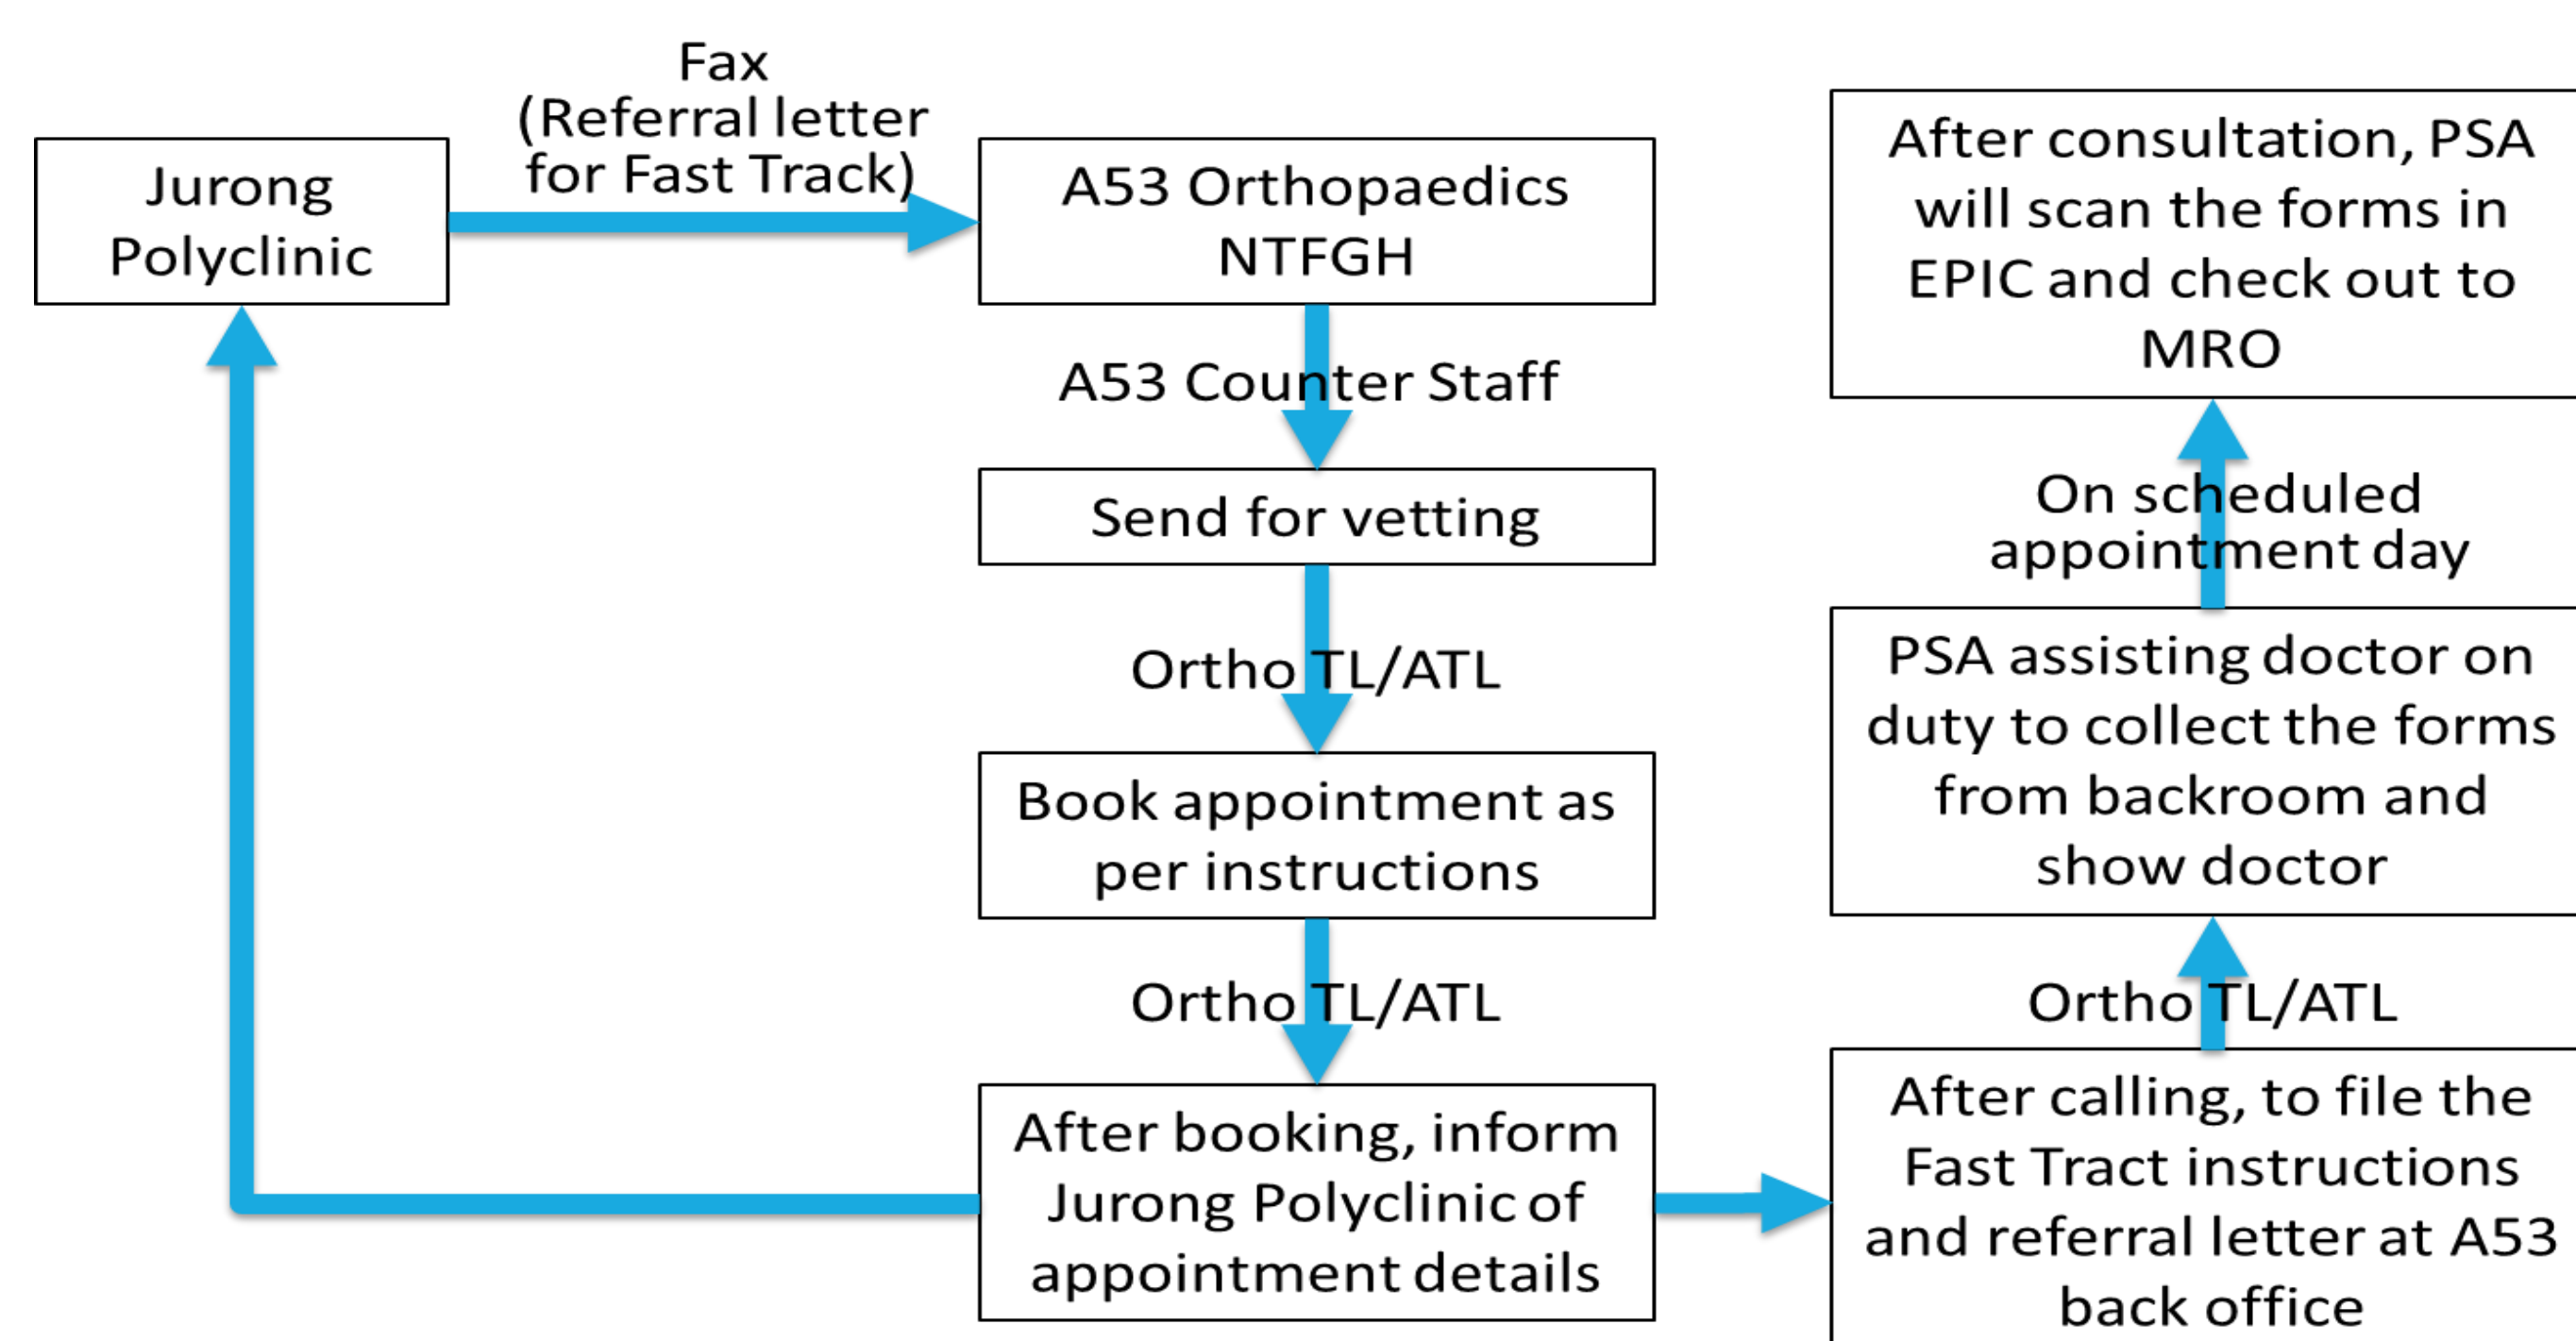 Jurong
Polyclinic
Fax
(Referral letter
for Fast Track)
A53 Orthopaedics
NTFGH
A53 Counter Staff
Send for vetting
Ortho TL/ATL
Book appointment as
per instructions
Ortho TL/ATL
After booking, inform
Jurong Polyclinic of
appointment details
After calling, to file the
Fast Tract instructions
and referral letter at A53
back office
Ortho TL/ATL
PSA assisting doctor on
duty to collect the forms
from backroom and
show doctor
On scheduled
appointment day
After consultation, PSA
will scan the forms in
EPIC and check out to
MRO